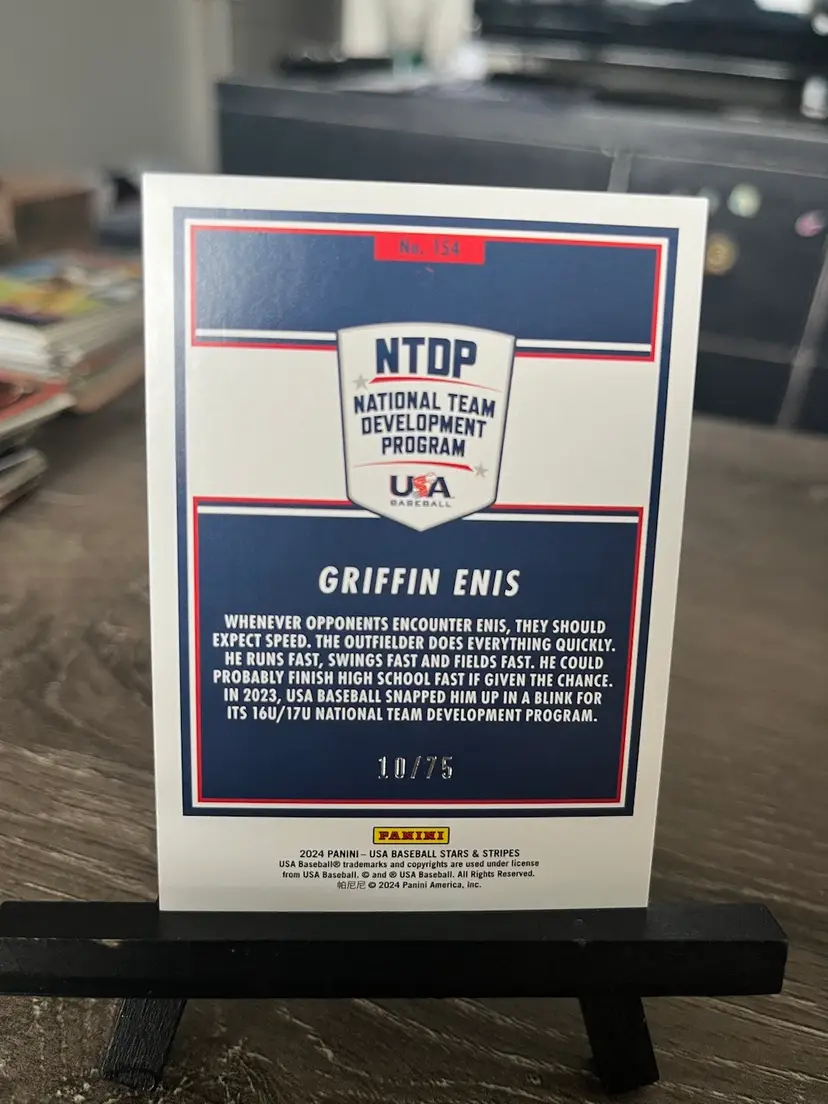 No. 154
NTDP
NATIONAL TEAM
DEVELOPMENT
PROGRAM
USA
BASEBALL
GRIFFIN ENIS
WHENEVER OPPONENTS ENCOUNTER ENIS, THEY SHOULD
EXPECT SPEED. THE OUTFIELDER DOES EVERYTHING QUICKLY.
HE RUNS FAST, SWINGS FAST AND FIELDS FAST. HE COULD
PROBABLY FINISH HIGH SCHOOL FAST IF GIVEN THE CHANCE.
IN 2023, USA BASEBALL SNAPPED HIM UP IN A BLINK FOR
ITS 16U/17U NATIONAL TEAM DEVELOPMENT PROGRAM.
10/75
PANINI
2024 PANINI – USA BASEBALL STARS & STRIPES
USA Baseball® trademarks and copyrights are used under license
from USA Baseball. © and ® USA Baseball. All Rights Reserved.
帕尼尼 © 2024 Panini America, Inc.